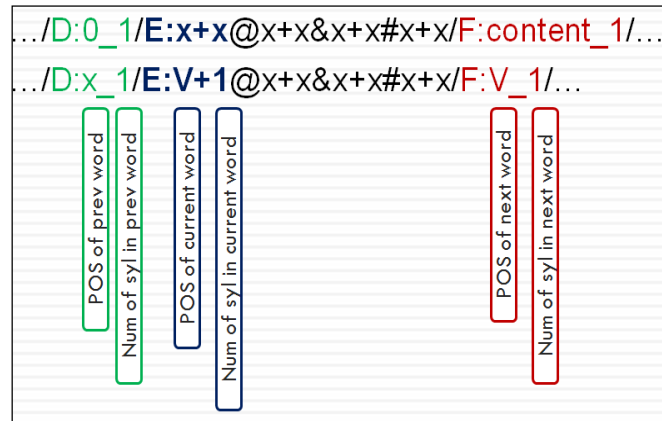 .../D:0_1/E:x+x@x+x&x+x#x+x/F:content_1/...
.../D:x_1/E:V+1@x+x&x+x#x+x/F:V_1/...
POS of prev word
Num of syl in prev word
POS of current word
Num of syl in current word
POS of next word
Num of syl in next word